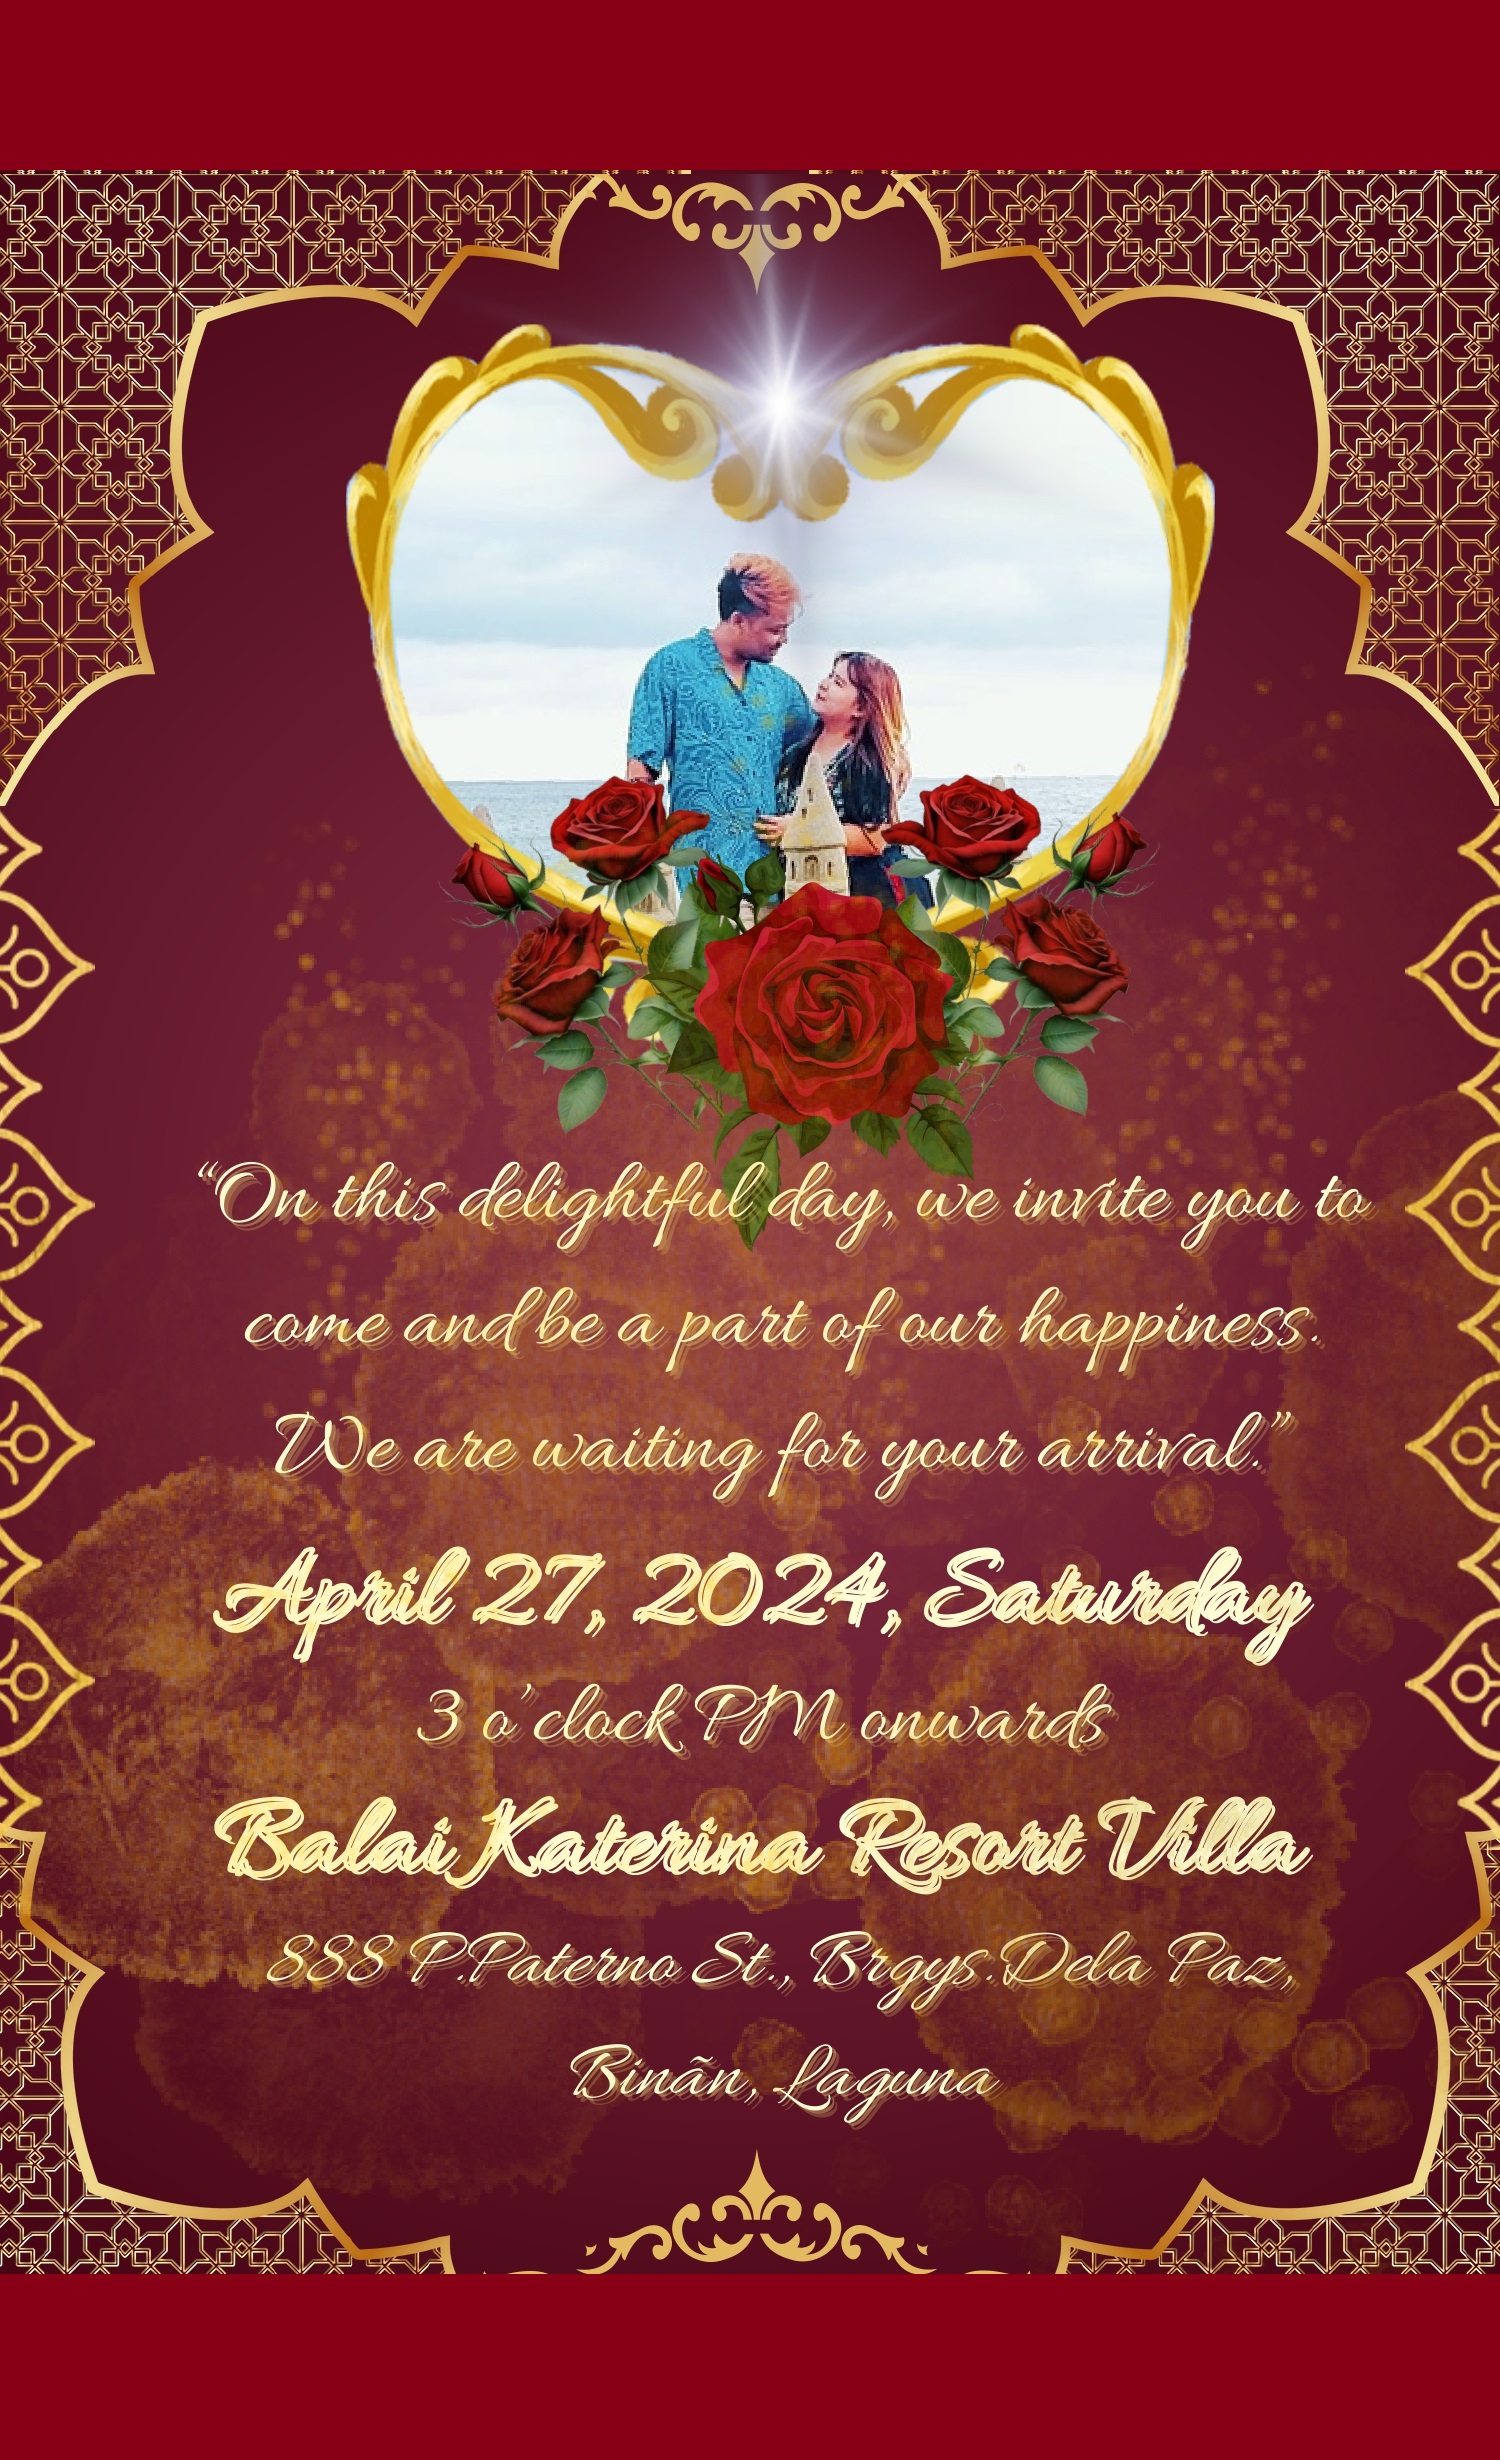 “On this delightful day, we invite you to
come and be a part of our happiness.
We are waiting for your arrival.”
April 27, 2024, Saturday
3 o'clock PM onwards
Balai Katerina Resort Villa
888 P.Paterno St., Brgys.Dela Paz,
Binãn, Laguna